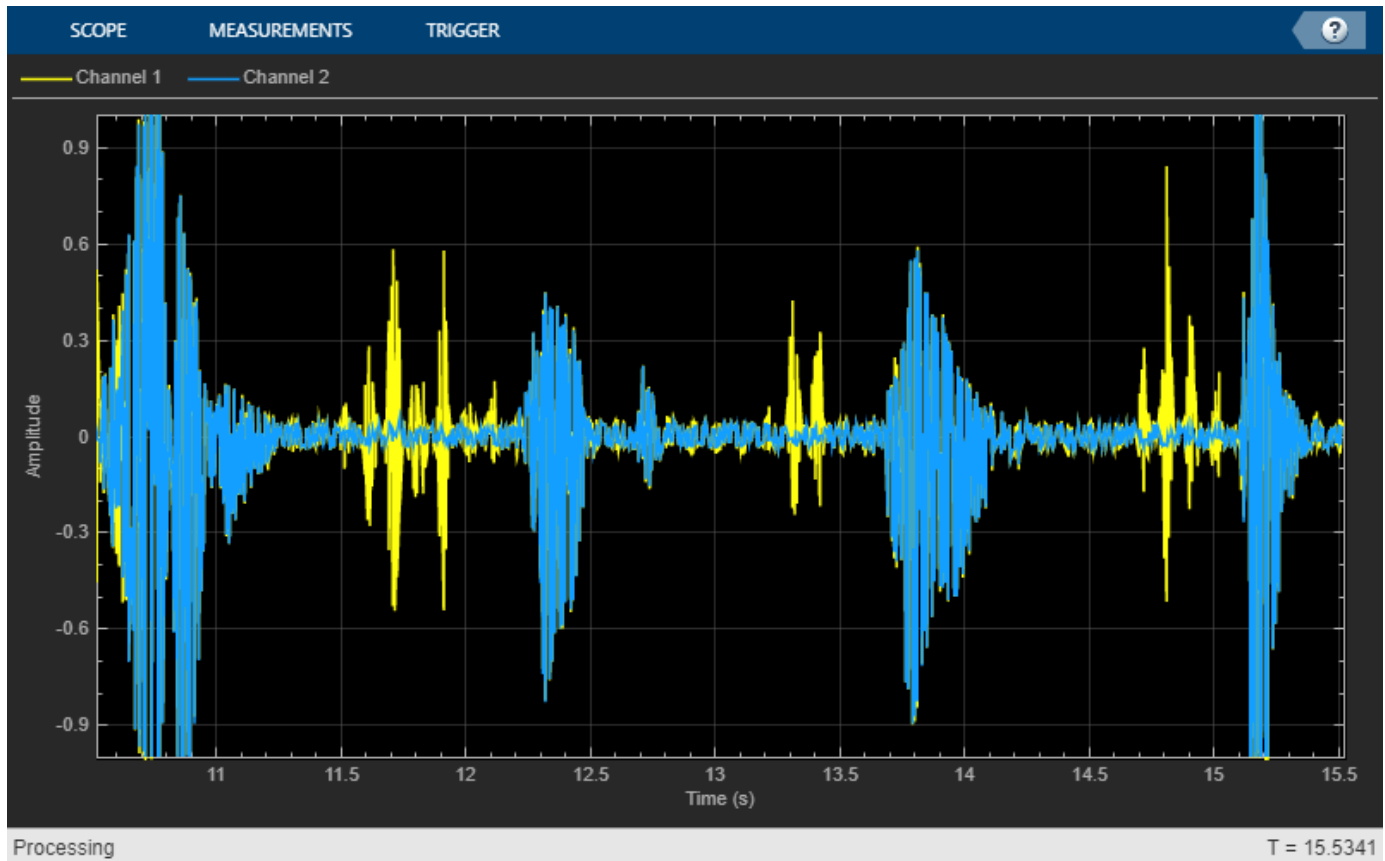 SCOPE MEASUREMENTS TRIGGER ?
Channel 1 Channel 2
0.9
0.6
0.3
0
-0.3
-0.6
-0.9
Amplitude
11 11.5 12 12.5 13 13.5 14 14.5 15 15.5
Time (s)
Processing T = 15.5341